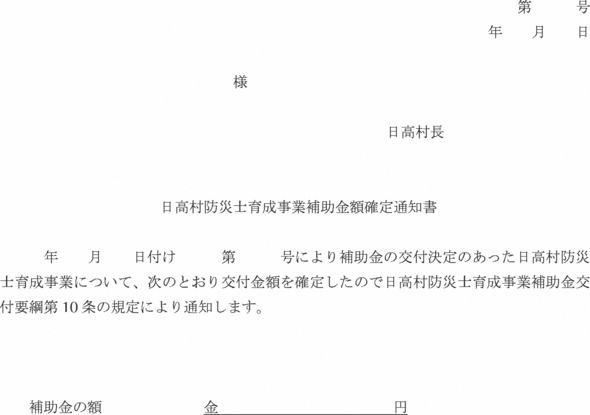 第　　　号
年　　月　　日
様
日高村長
日高村防災士育成事業補助金額確定通知書
年　　月　　日付け　　　第　　　号により補助金の交付決定のあった日高村防災
士育成事業について、次のとおり交付金額を確定したので日高村防災士育成事業補助金交
付要綱第 10 条の規定により通知します。
補助金の額　　　　　　　金　　　　　　　　　　　　円